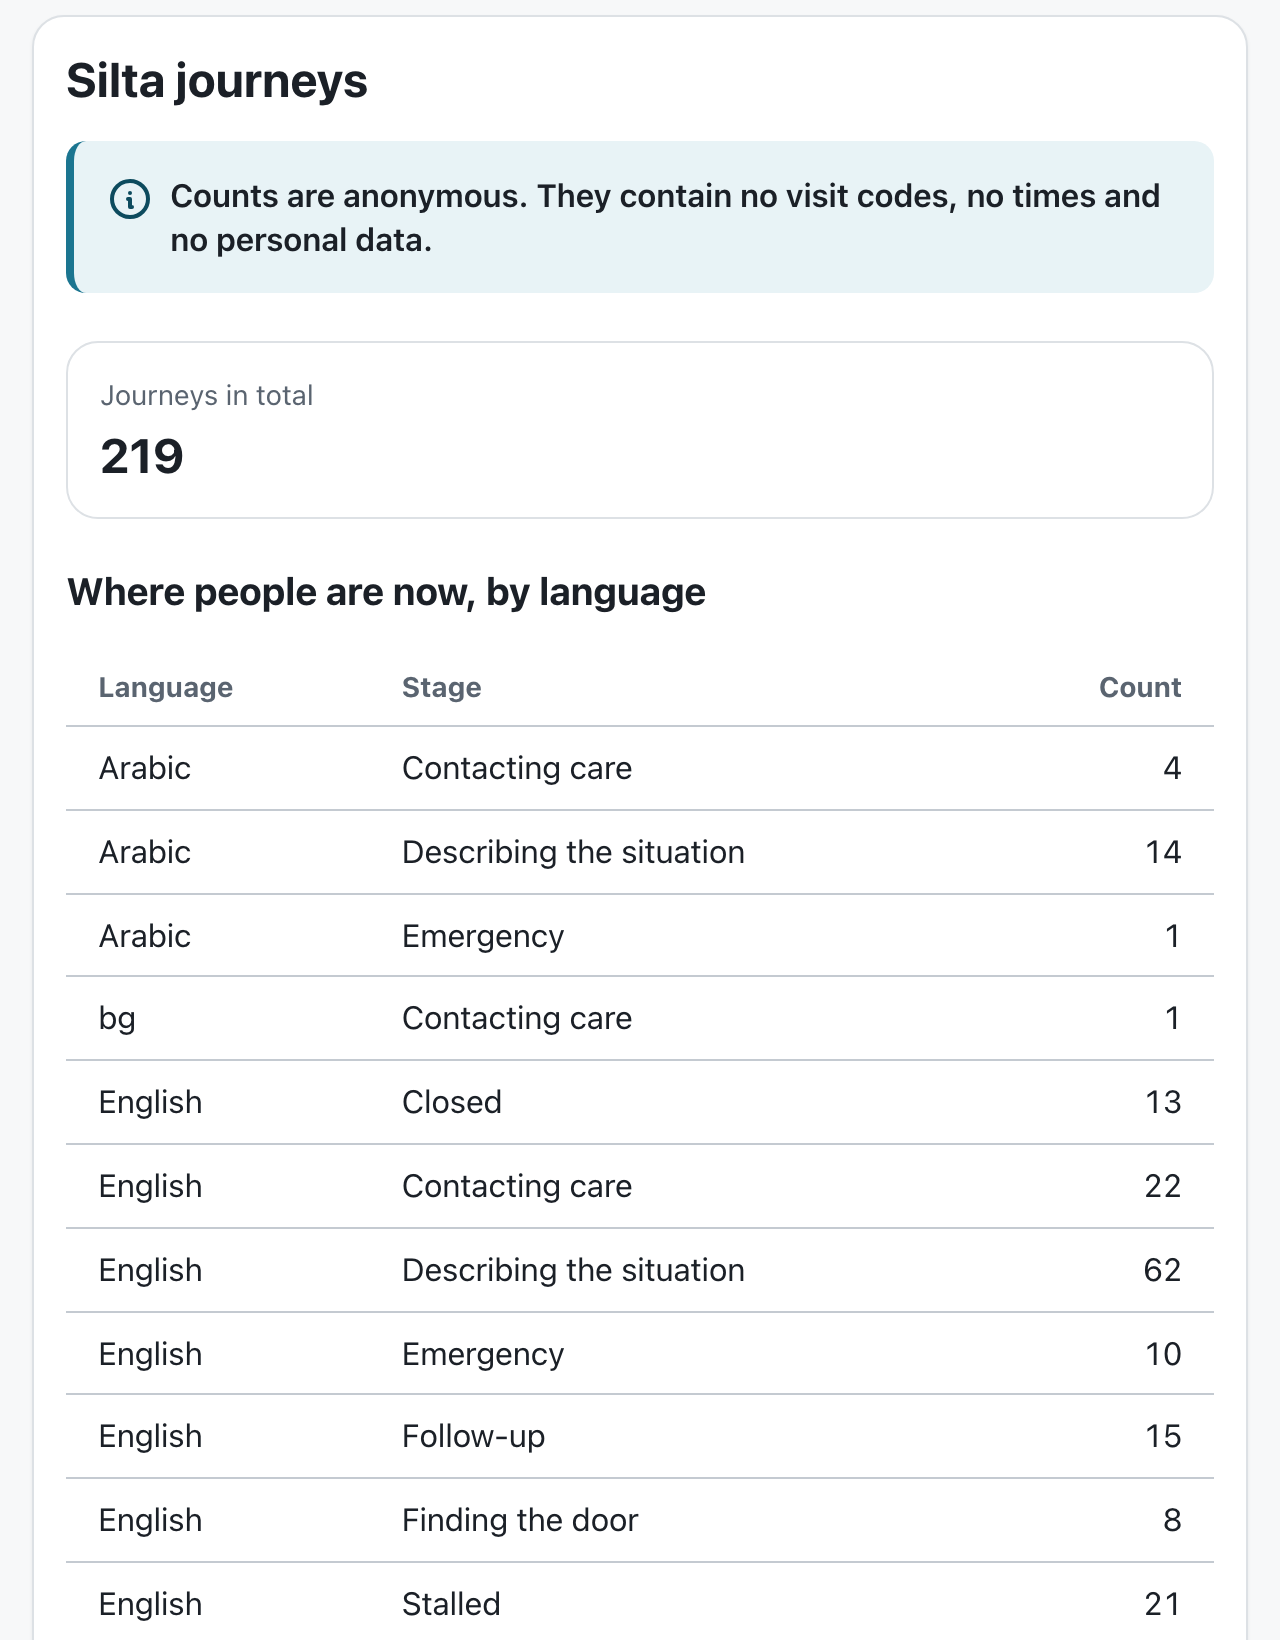 Silta journeys
Counts are anonymous. They contain no visit codes, no times and
no personal data.
Journeys in total
219
Where people are now, by language
Language Stage Count
Arabic Contacting care 4
Arabic Describing the situation 14
Arabic Emergency 1
bg Contacting care 1
English Closed 13
English Contacting care 22
English Describing the situation 62
English Emergency 10
English Follow-up 15
English Finding the door 8
English Stalled 21